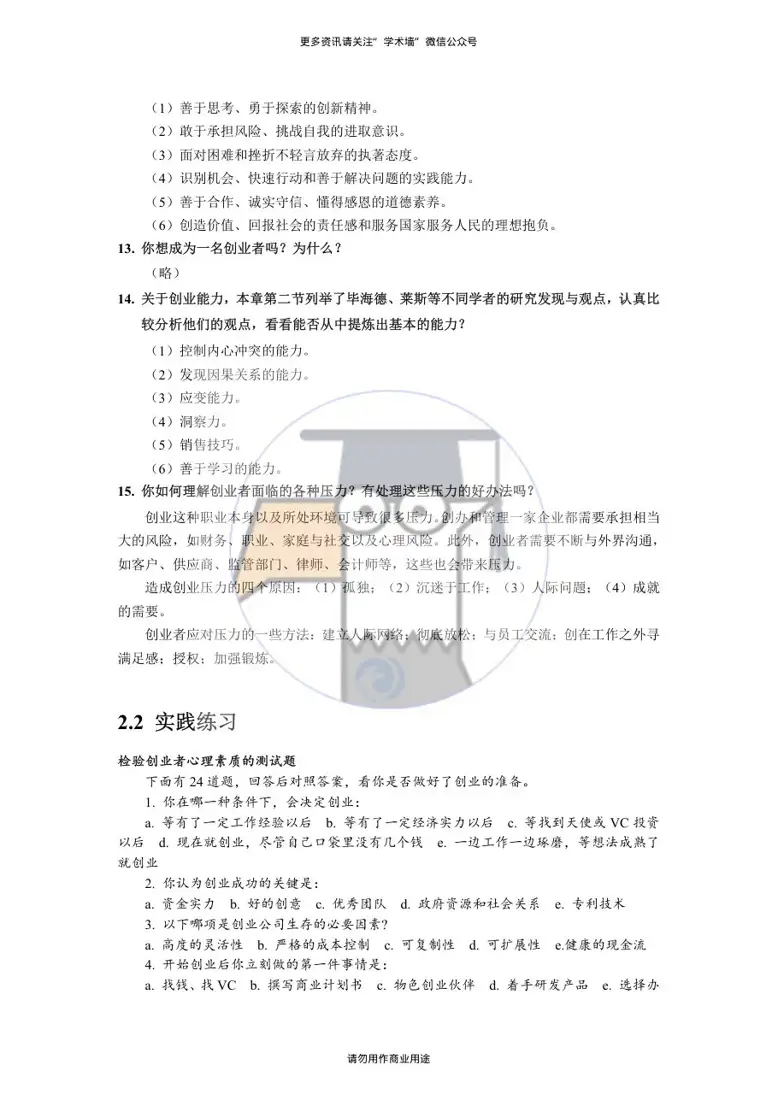 更多资讯请关注“学术墙”微信公众号
（1）善于思考、勇于探索的创新精神。
（2）敢于承担风险、挑战自我的进取意识。
（3）面对困难和挫折不轻言放弃的执著态度。
（4）识别机会、快速行动和善于解决问题的实践能力。
（5）善于合作、诚实守信、懂得感恩的道德素养。
（6）创造价值、回报社会的责任感和服务国家服务人民的理想抱负。
13. 你想成为一名创业者吗？为什么？
（略）
14. 关于创业能力，本章第二节列举了毕海德、莱斯等不同学者的研究发现与观点，认真比
较分析他们的观点，看看能否从中提炼出基本的能力？
（1）控制内心冲突的能力。
（2）发现因果关系的能力。
（3）应变能力。
（4）洞察力。
（5）销售技巧。
（6）善于学习的能力。
15. 你如何理解创业者面临的各种压力？有处理这些压力的好办法吗？
创业这种职业本身以及所处环境可导致很多压力。创办和管理一家企业都需要承担相当
大的风险，如财务、职业、家庭与社交以及心理风险。此外，创业者需要不断与外界沟通，
如客户、供应商、监管部门、律师、会计师等，这些也会带来压力。
造成创业压力的四个原因：（1）孤独；（2）沉迷于工作；（3）人际问题；（4）成就
的需要。
创业者应对压力的一些方法：建立人际网络；彻底放松；与员工交流；创在工作之外寻
满足感；授权；加强锻炼。
2.2 实践练习
检验创业者心理素质的测试题
下面有 24 道题，回答后对照答案，看你是否做好了创业的准备。
1. 你在哪一种条件下，会决定创业：
a. 等有了一定工作经验以后 b. 等有了一定经济实力以后 c. 等找到天使或 VC 投资
以后 d. 现在就创业，尽管自己口袋里没有几个钱 e. 一边工作一边琢磨，等想法成熟了
就创业
2. 你认为创业成功的关键是：
a. 资金实力 b. 好的创意 c. 优秀团队 d. 政府资源和社会关系 e. 专利技术
3. 以下哪项是创业公司生存的必要因素?
a. 高度的灵活性 b. 严格的成本控制 c. 可复制性 d. 可扩展性 e.健康的现金流
4. 开始创业后你立刻做的第一件事情是：
a. 找钱、找 VC b. 撰写商业计划书 c. 物色创业伙伴 d. 着手研发产品 e. 选择办
请勿用作商业用途